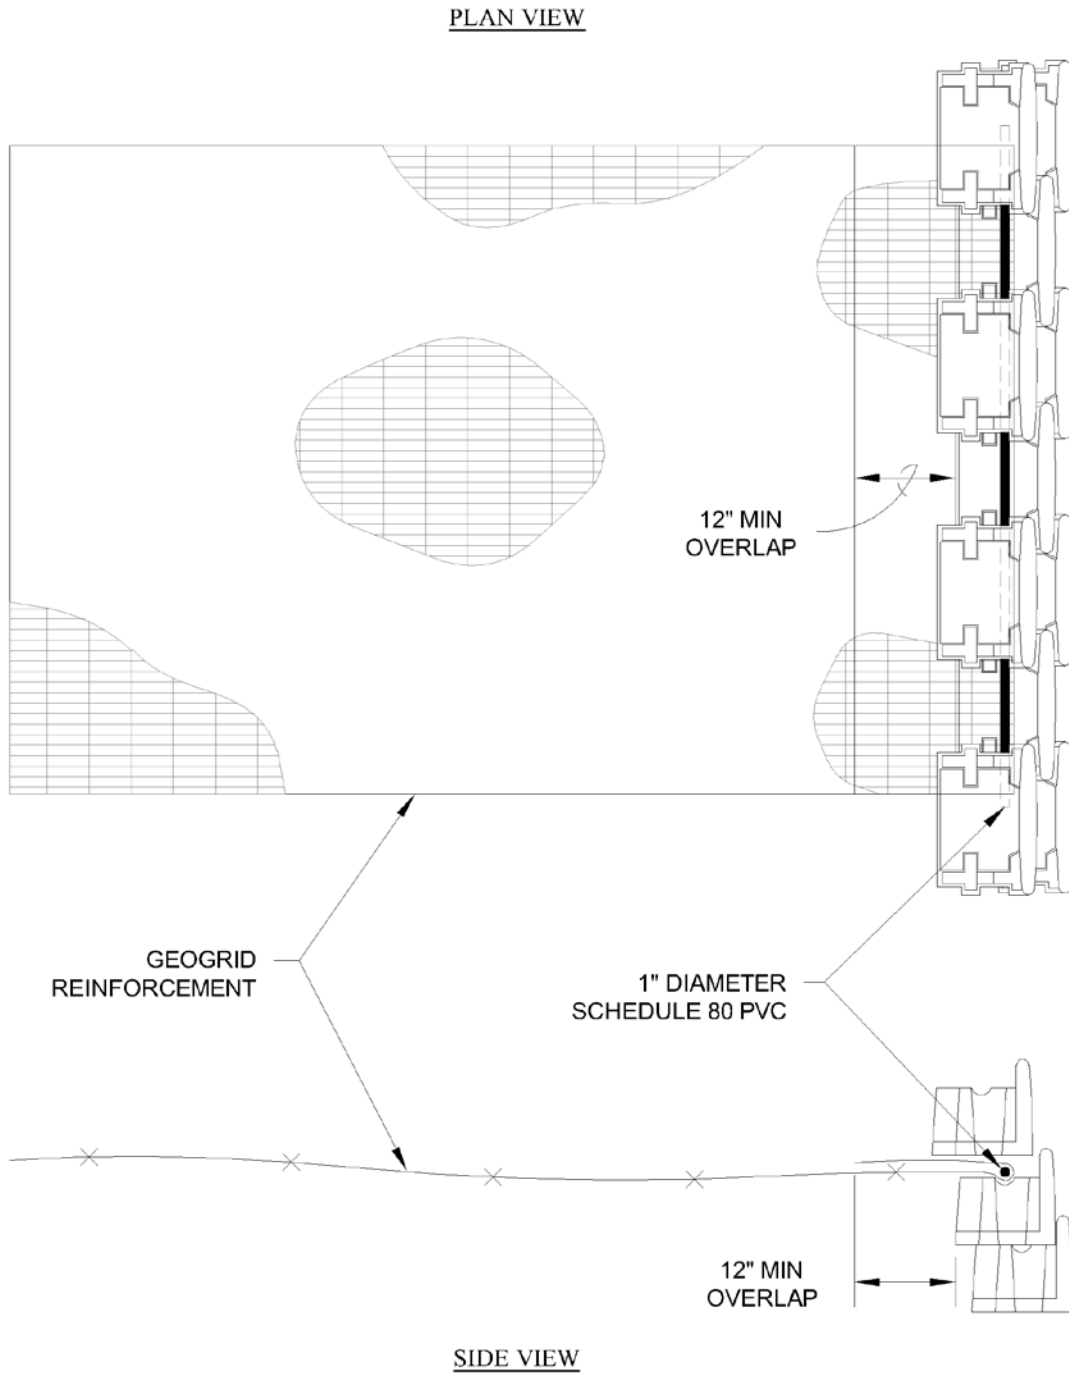 PLAN VIEW
12" MIN
OVERLAP
GEOGRID
REINFORCEMENT
1" DIAMETER
SCHEDULE 80 PVC
12" MIN
OVERLAP
SIDE VIEW